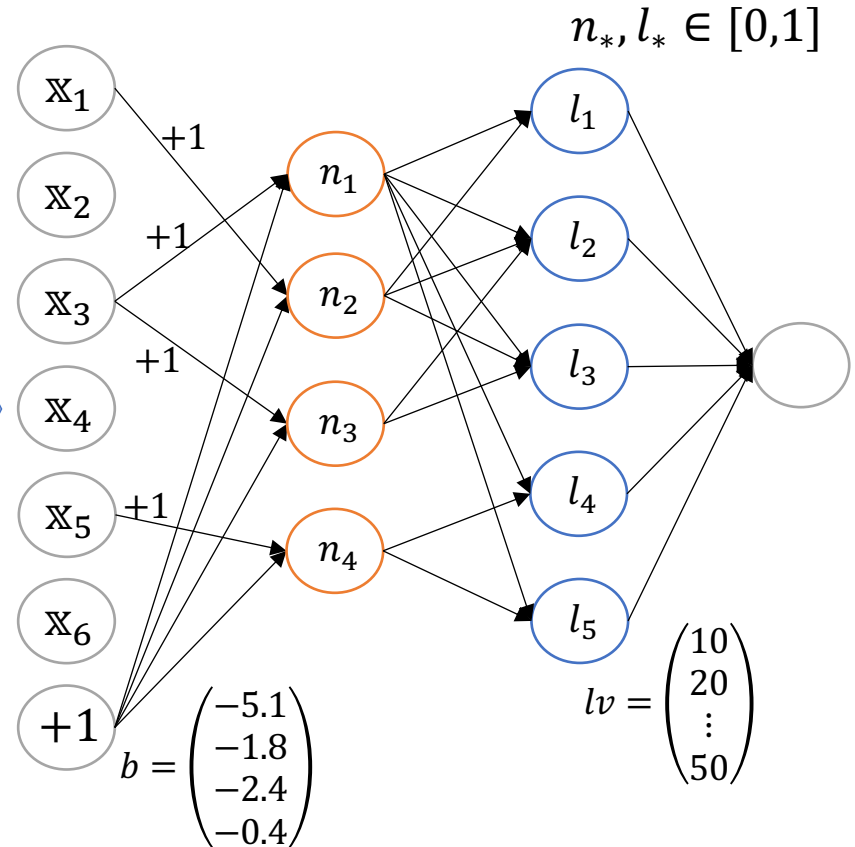 n∗, l∗ ∈ [0,1]
𝕩₁
𝕩₂
𝕩₃
𝕩₄
𝕩₅
𝕩₆
+1
+1
+1
+1
+1
n₁
n₂
n₃
n₄
l₁
l₂
l₃
l₄
l₅
b = (−5.1
−1.8
−2.4
−0.4)
lv = (10
20
⋮
50)